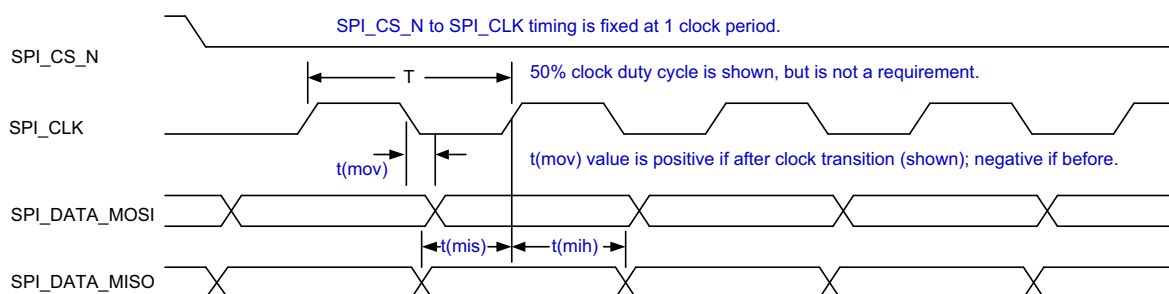 SPI_CS_N to SPI_CLK timing is fixed at 1 clock period.
SPI_CS_N
T
50% clock duty cycle is shown, but is not a requirement.
SPI_CLK
t(mov)
t(mov) value is positive if after clock transition (shown); negative if before.
SPI_DATA_MOSI
t(mis)
t(mih)
SPI_DATA_MISO